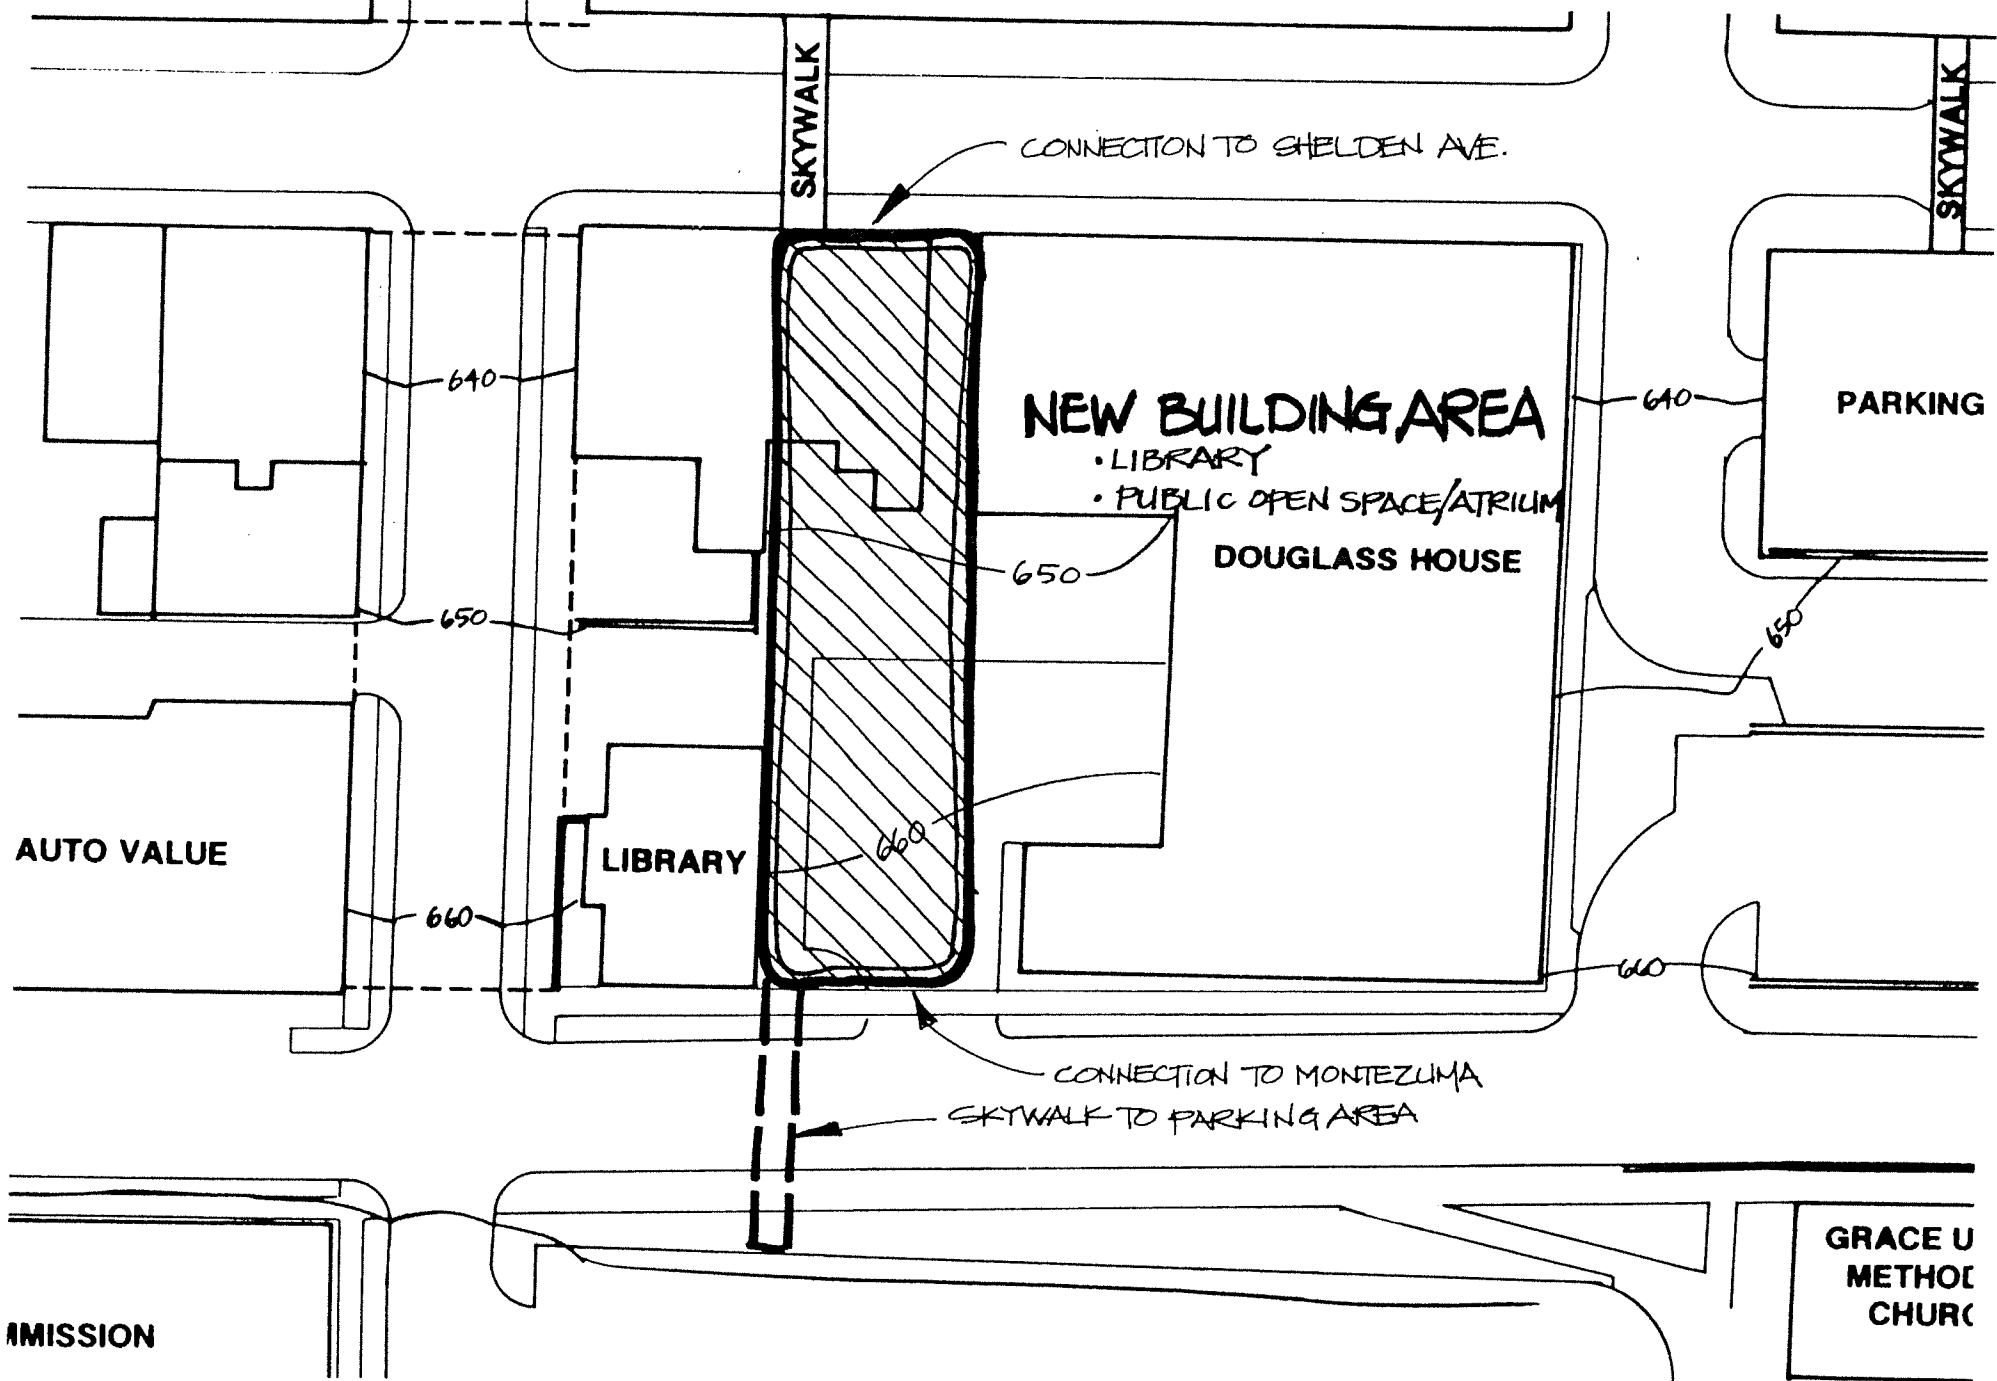 SKYWALK
SKYWALK
CONNECTION TO SHELDEN AVE.
640
640
PARKING
NEW BUILDING AREA
• LIBRARY
• PUBLIC OPEN SPACE/ATRIUM
DOUGLASS HOUSE
650
650
650
660
AUTO VALUE
LIBRARY
660
660
CONNECTION TO MONTEZUMA
SKYWALK TO PARKING AREA
GRACE U
METHOD
CHURC
MMISSION